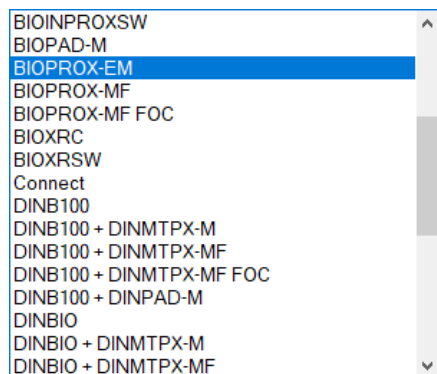 BIOINPROXSW
BIOPAD-M
BIOPROX-EM
BIOPROX-MF
BIOPROX-MF FOC
BIOXRC
BIOXRSW
Connect
DINB100
DINB100 + DINMTPX-M
DINB100 + DINMTPX-MF
DINB100 + DINMTPX-MF FOC
DINB100 + DINPAD-M
DINBIO
DINBIO + DINMTPX-M
DINBIO + DINMTPX-MF